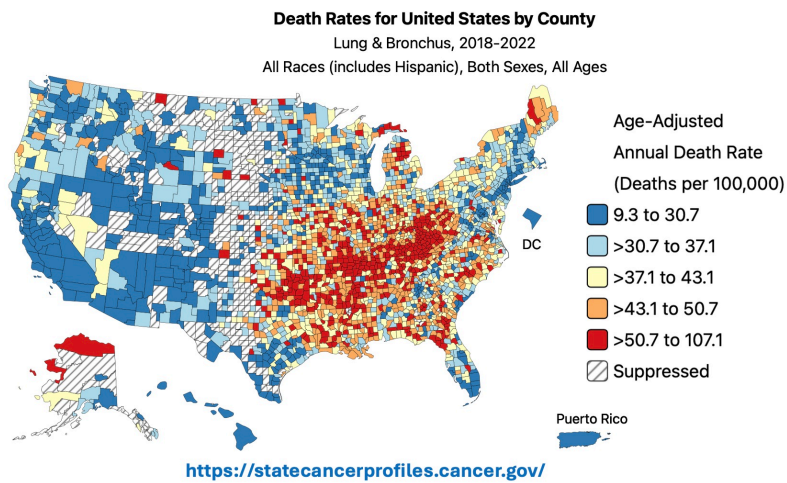 Death Rates for United States by County
Lung & Bronchus, 2018-2022
All Races (includes Hispanic), Both Sexes, All Ages
Age-Adjusted
Annual Death Rate
(Deaths per 100,000)
9.3 to 30.7
>30.7 to 37.1
>37.1 to 43.1
>43.1 to 50.7
>50.7 to 107.1
Suppressed
DC
Puerto Rico
https://statecancerprofiles.cancer.gov/